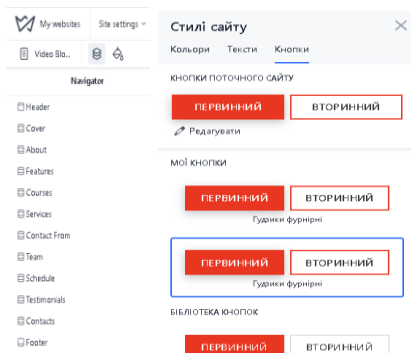 My websites
Site settings
Video Blo...
Navigator
Header
Cover
About
Features
Courses
Services
Contact From
Team
Schedule
Testimonials
Contacts
Footer
Стилі сайту
Кольори Тексти Кнопки
КНОПКИ ПОТОЧНОГО САЙТУ
ПЕРВИННИЙ ВТОРИННИЙ
Редагувати
МОЇ КНОПКИ
ПЕРВИННИЙ ВТОРИННИЙ
Гудзики фурнірні
ПЕРВИННИЙ ВТОРИННИЙ
Гудзики фурнірні
БІБЛІОТЕКА КНОПОК
ПЕРВИННИЙ ВТОРИННИЙ